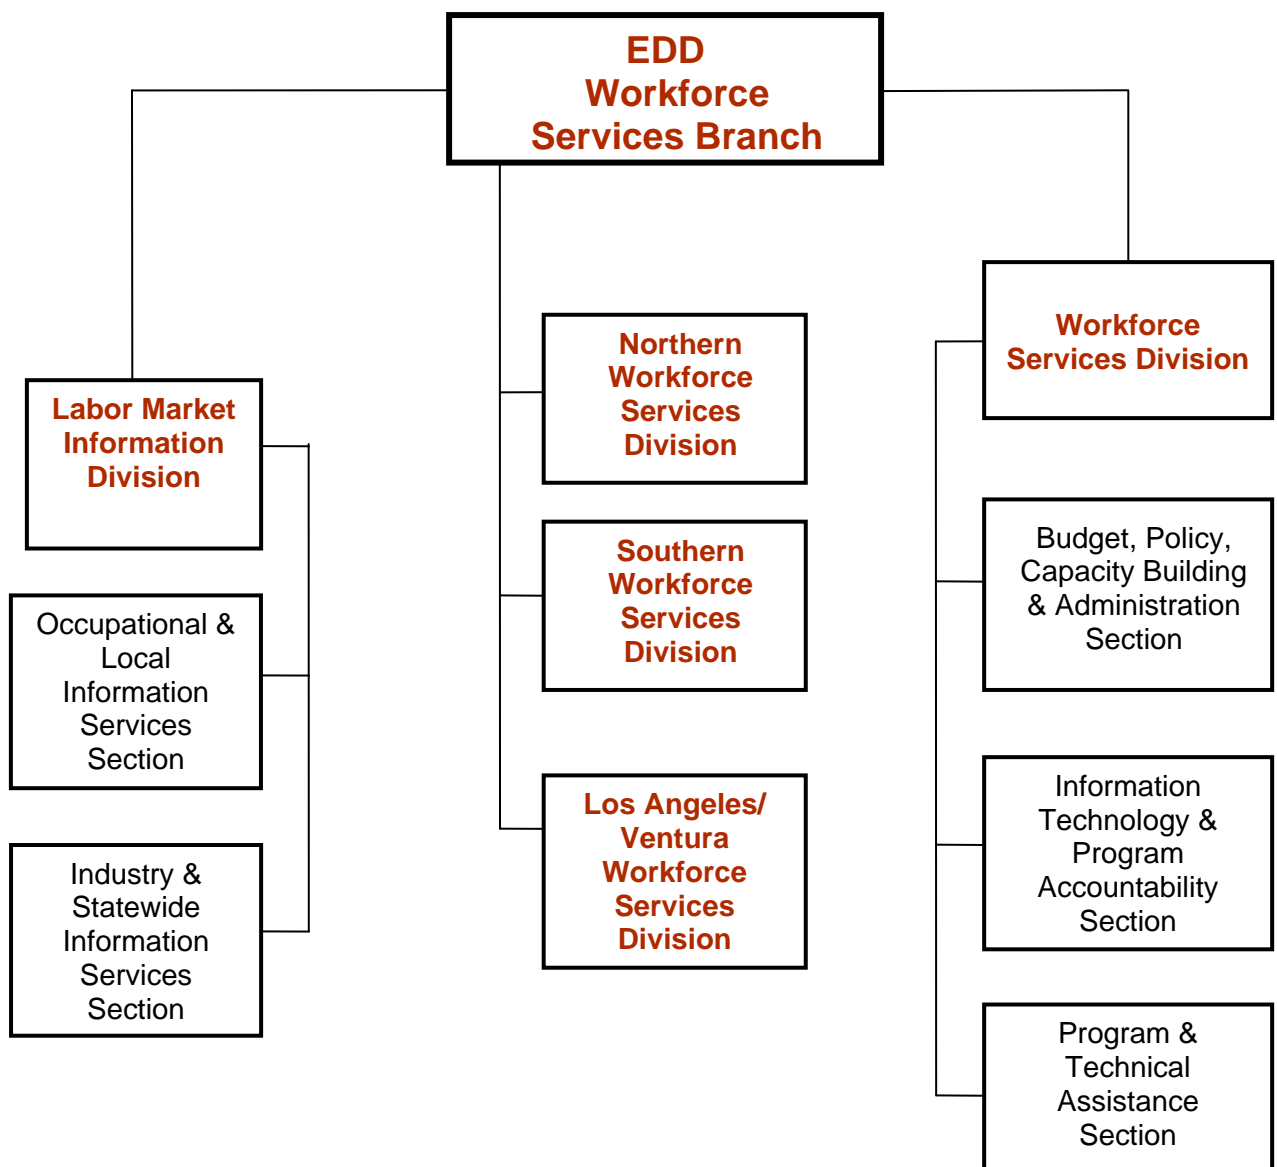 EDD
Workforce
Services Branch
Labor Market
Information
Division
Occupational &
Local
Information
Services
Section
Industry &
Statewide
Information
Services
Section
Northern
Workforce
Services
Division
Southern
Workforce
Services
Division
Los Angeles/
Ventura
Workforce
Services
Division
Workforce
Services Division
Budget, Policy,
Capacity Building
& Administration
Section
Information
Technology &
Program
Accountability
Section
Program &
Technical
Assistance
Section